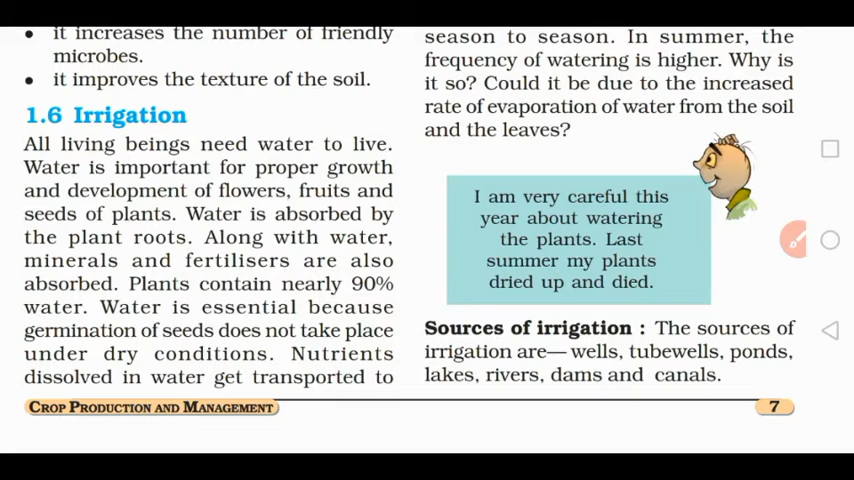 • it increases the number of friendly
microbes.
• it improves the texture of the soil.
1.6 Irrigation
All living beings need water to live.
Water is important for proper growth
and development of flowers, fruits and
seeds of plants. Water is absorbed by
the plant roots. Along with water,
minerals and fertilisers are also
absorbed. Plants contain nearly 90%
water. Water is essential because
germination of seeds does not take place
under dry conditions. Nutrients
dissolved in water get transported to
season to season. In summer, the
frequency of watering is higher. Why is
it so? Could it be due to the increased
rate of evaporation of water from the soil
and the leaves?
I am very careful this
year about watering
the plants. Last
summer my plants
dried up and died.
Sources of irrigation : The sources of
irrigation are— wells, tubewells, ponds,
lakes, rivers, dams and canals.
CROP PRODUCTION AND MANAGEMENT
7